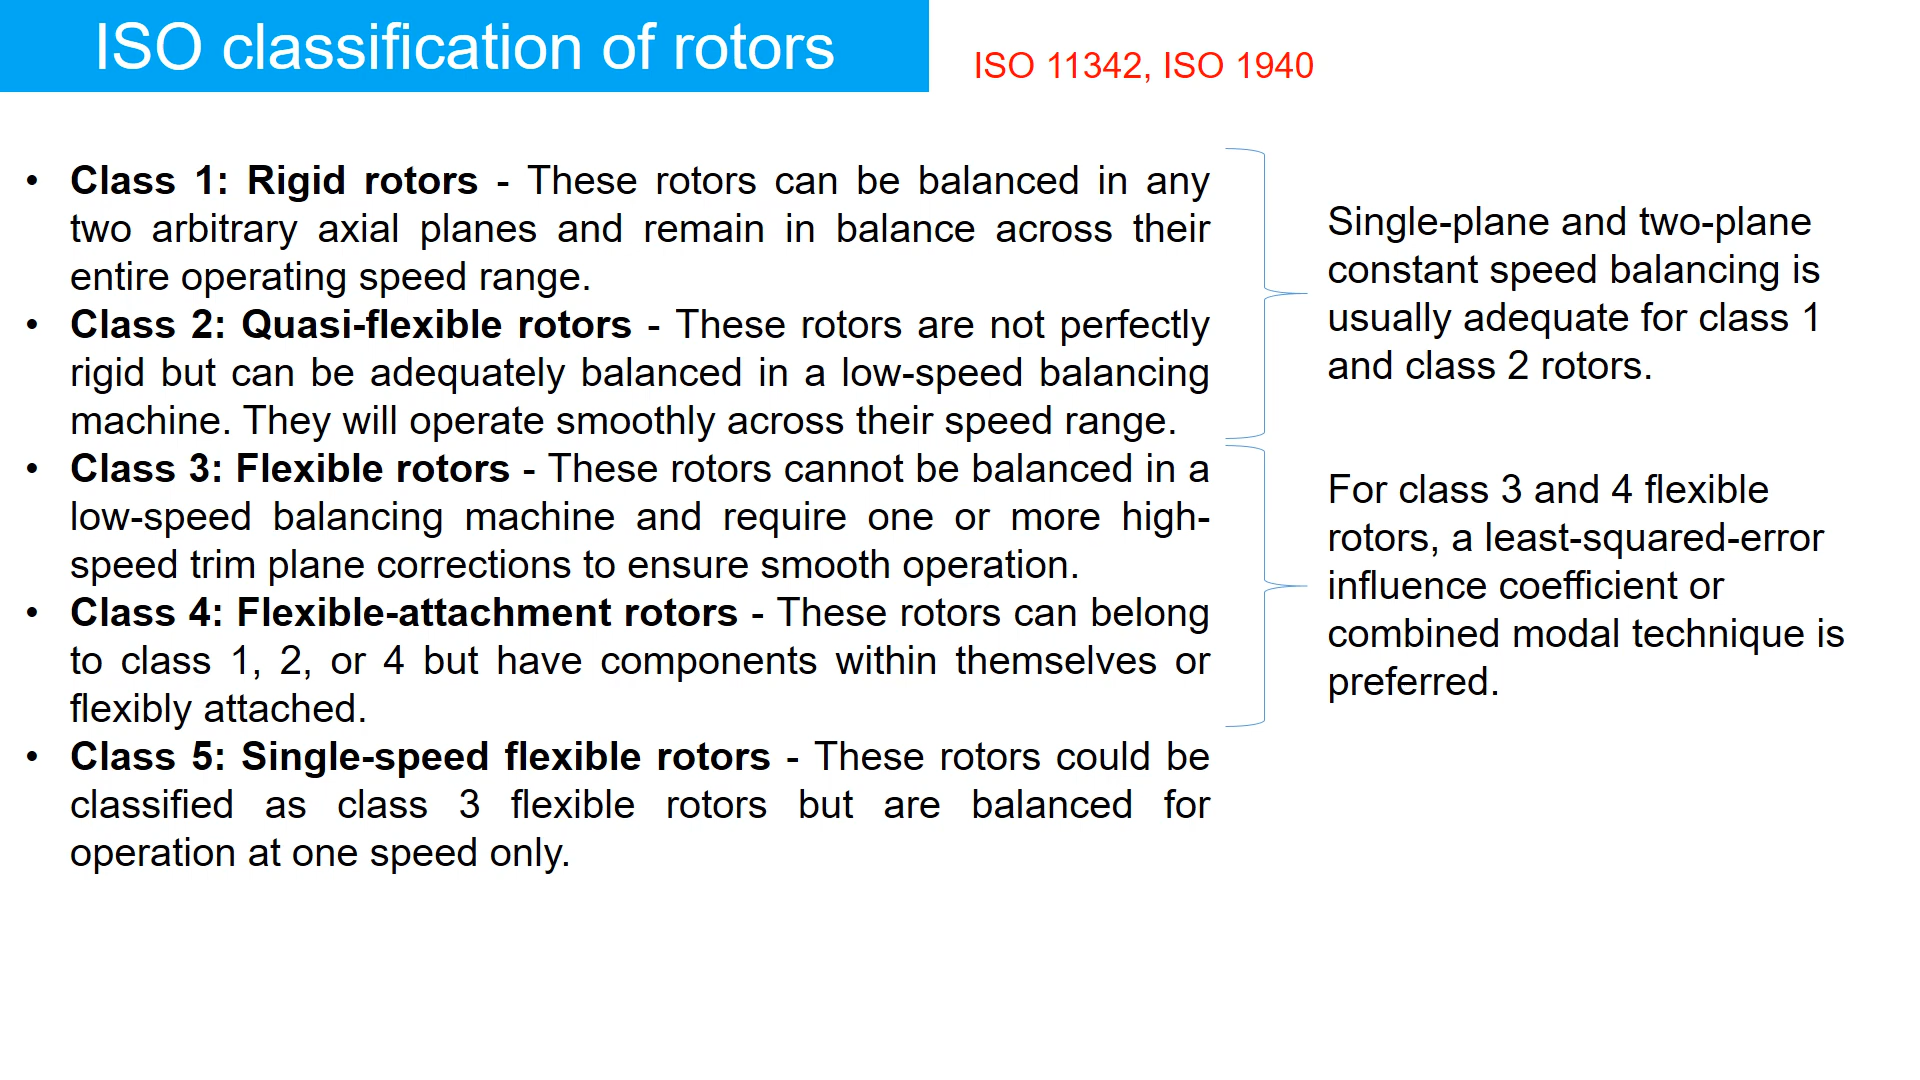 ISO classification of rotors
ISO 11342, ISO 1940
• Class 1: Rigid rotors - These rotors can be balanced in any
two arbitrary axial planes and remain in balance across their
entire operating speed range.
• Class 2: Quasi-flexible rotors - These rotors are not perfectly
rigid but can be adequately balanced in a low-speed balancing
machine. They will operate smoothly across their speed range.
• Class 3: Flexible rotors - These rotors cannot be balanced in a
low-speed balancing machine and require one or more high-
speed trim plane corrections to ensure smooth operation.
• Class 4: Flexible-attachment rotors - These rotors can belong
to class 1, 2, or 4 but have components within themselves or
flexibly attached.
• Class 5: Single-speed flexible rotors - These rotors could be
classified as class 3 flexible rotors but are balanced for
operation at one speed only.
Single-plane and two-plane
constant speed balancing is
usually adequate for class 1
and class 2 rotors.
For class 3 and 4 flexible
rotors, a least-squared-error
influence coefficient or
combined modal technique is
preferred.